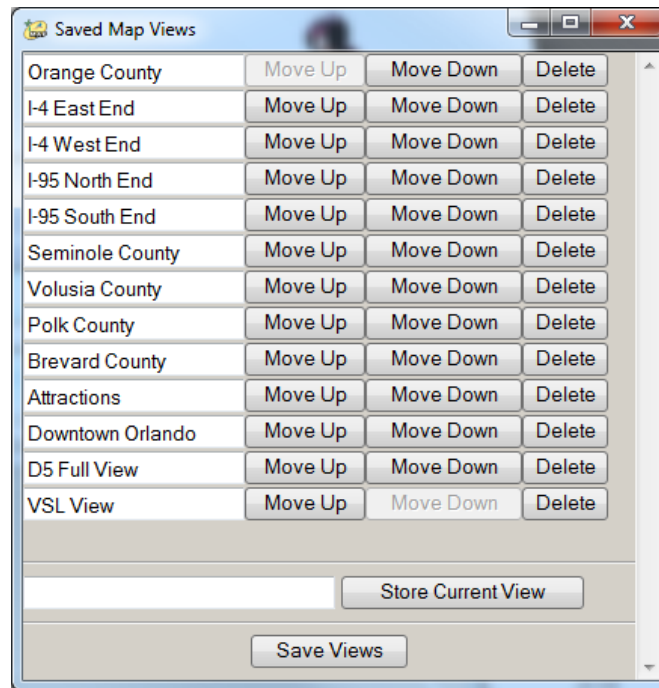 Saved Map Views
Orange County Move Up Move Down Delete
I-4 East End Move Up Move Down Delete
I-4 West End Move Up Move Down Delete
I-95 North End Move Up Move Down Delete
I-95 South End Move Up Move Down Delete
Seminole County Move Up Move Down Delete
Volusia County Move Up Move Down Delete
Polk County Move Up Move Down Delete
Brevard County Move Up Move Down Delete
Attractions Move Up Move Down Delete
Downtown Orlando Move Up Move Down Delete
D5 Full View Move Up Move Down Delete
VSL View Move Up Move Down Delete
Store Current View
Save Views